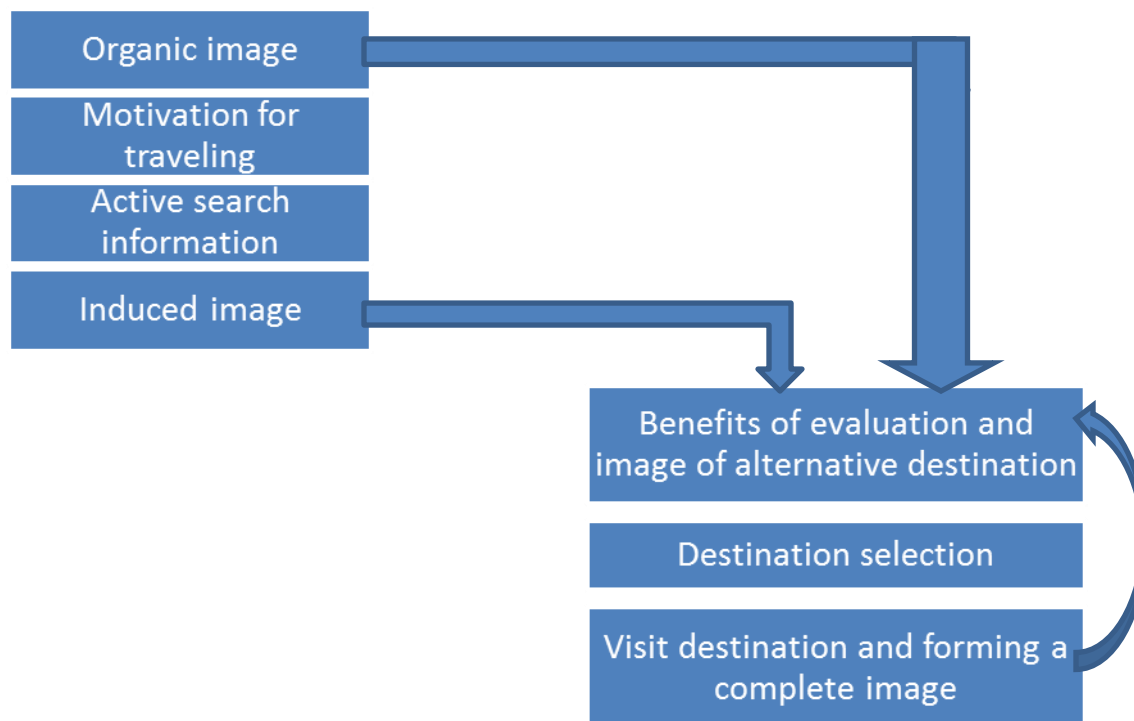 Organic image
Motivation for
traveling
Active search
information
Induced image
Benefits of evaluation and
image of alternative destination
Destination selection
Visit destination and forming a
complete image